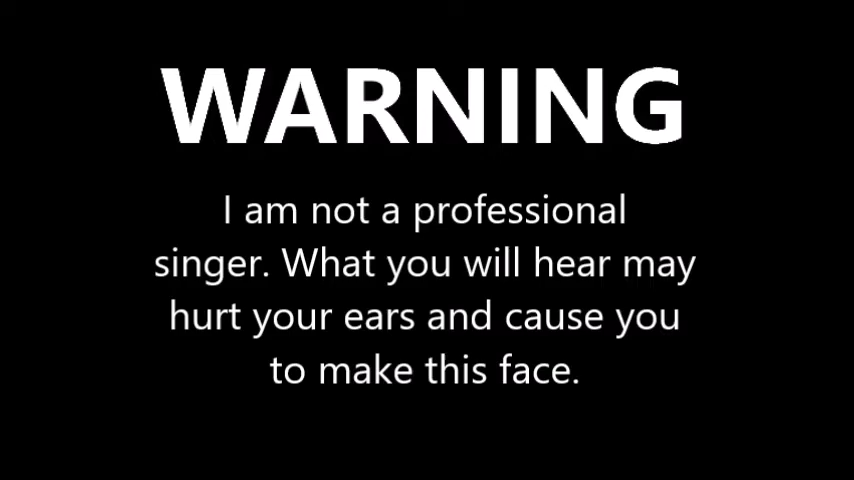 WARNING
I am not a professional
singer. What you will hear may
hurt your ears and cause you
to make this face.